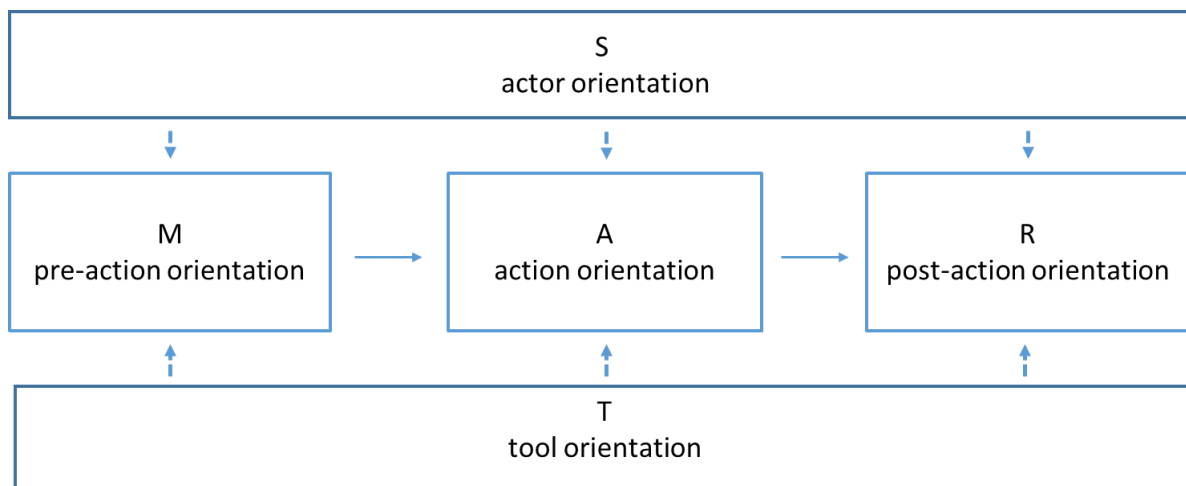 S
actor orientation
M
pre-action orientation
A
action orientation
R
post-action orientation
T
tool orientation